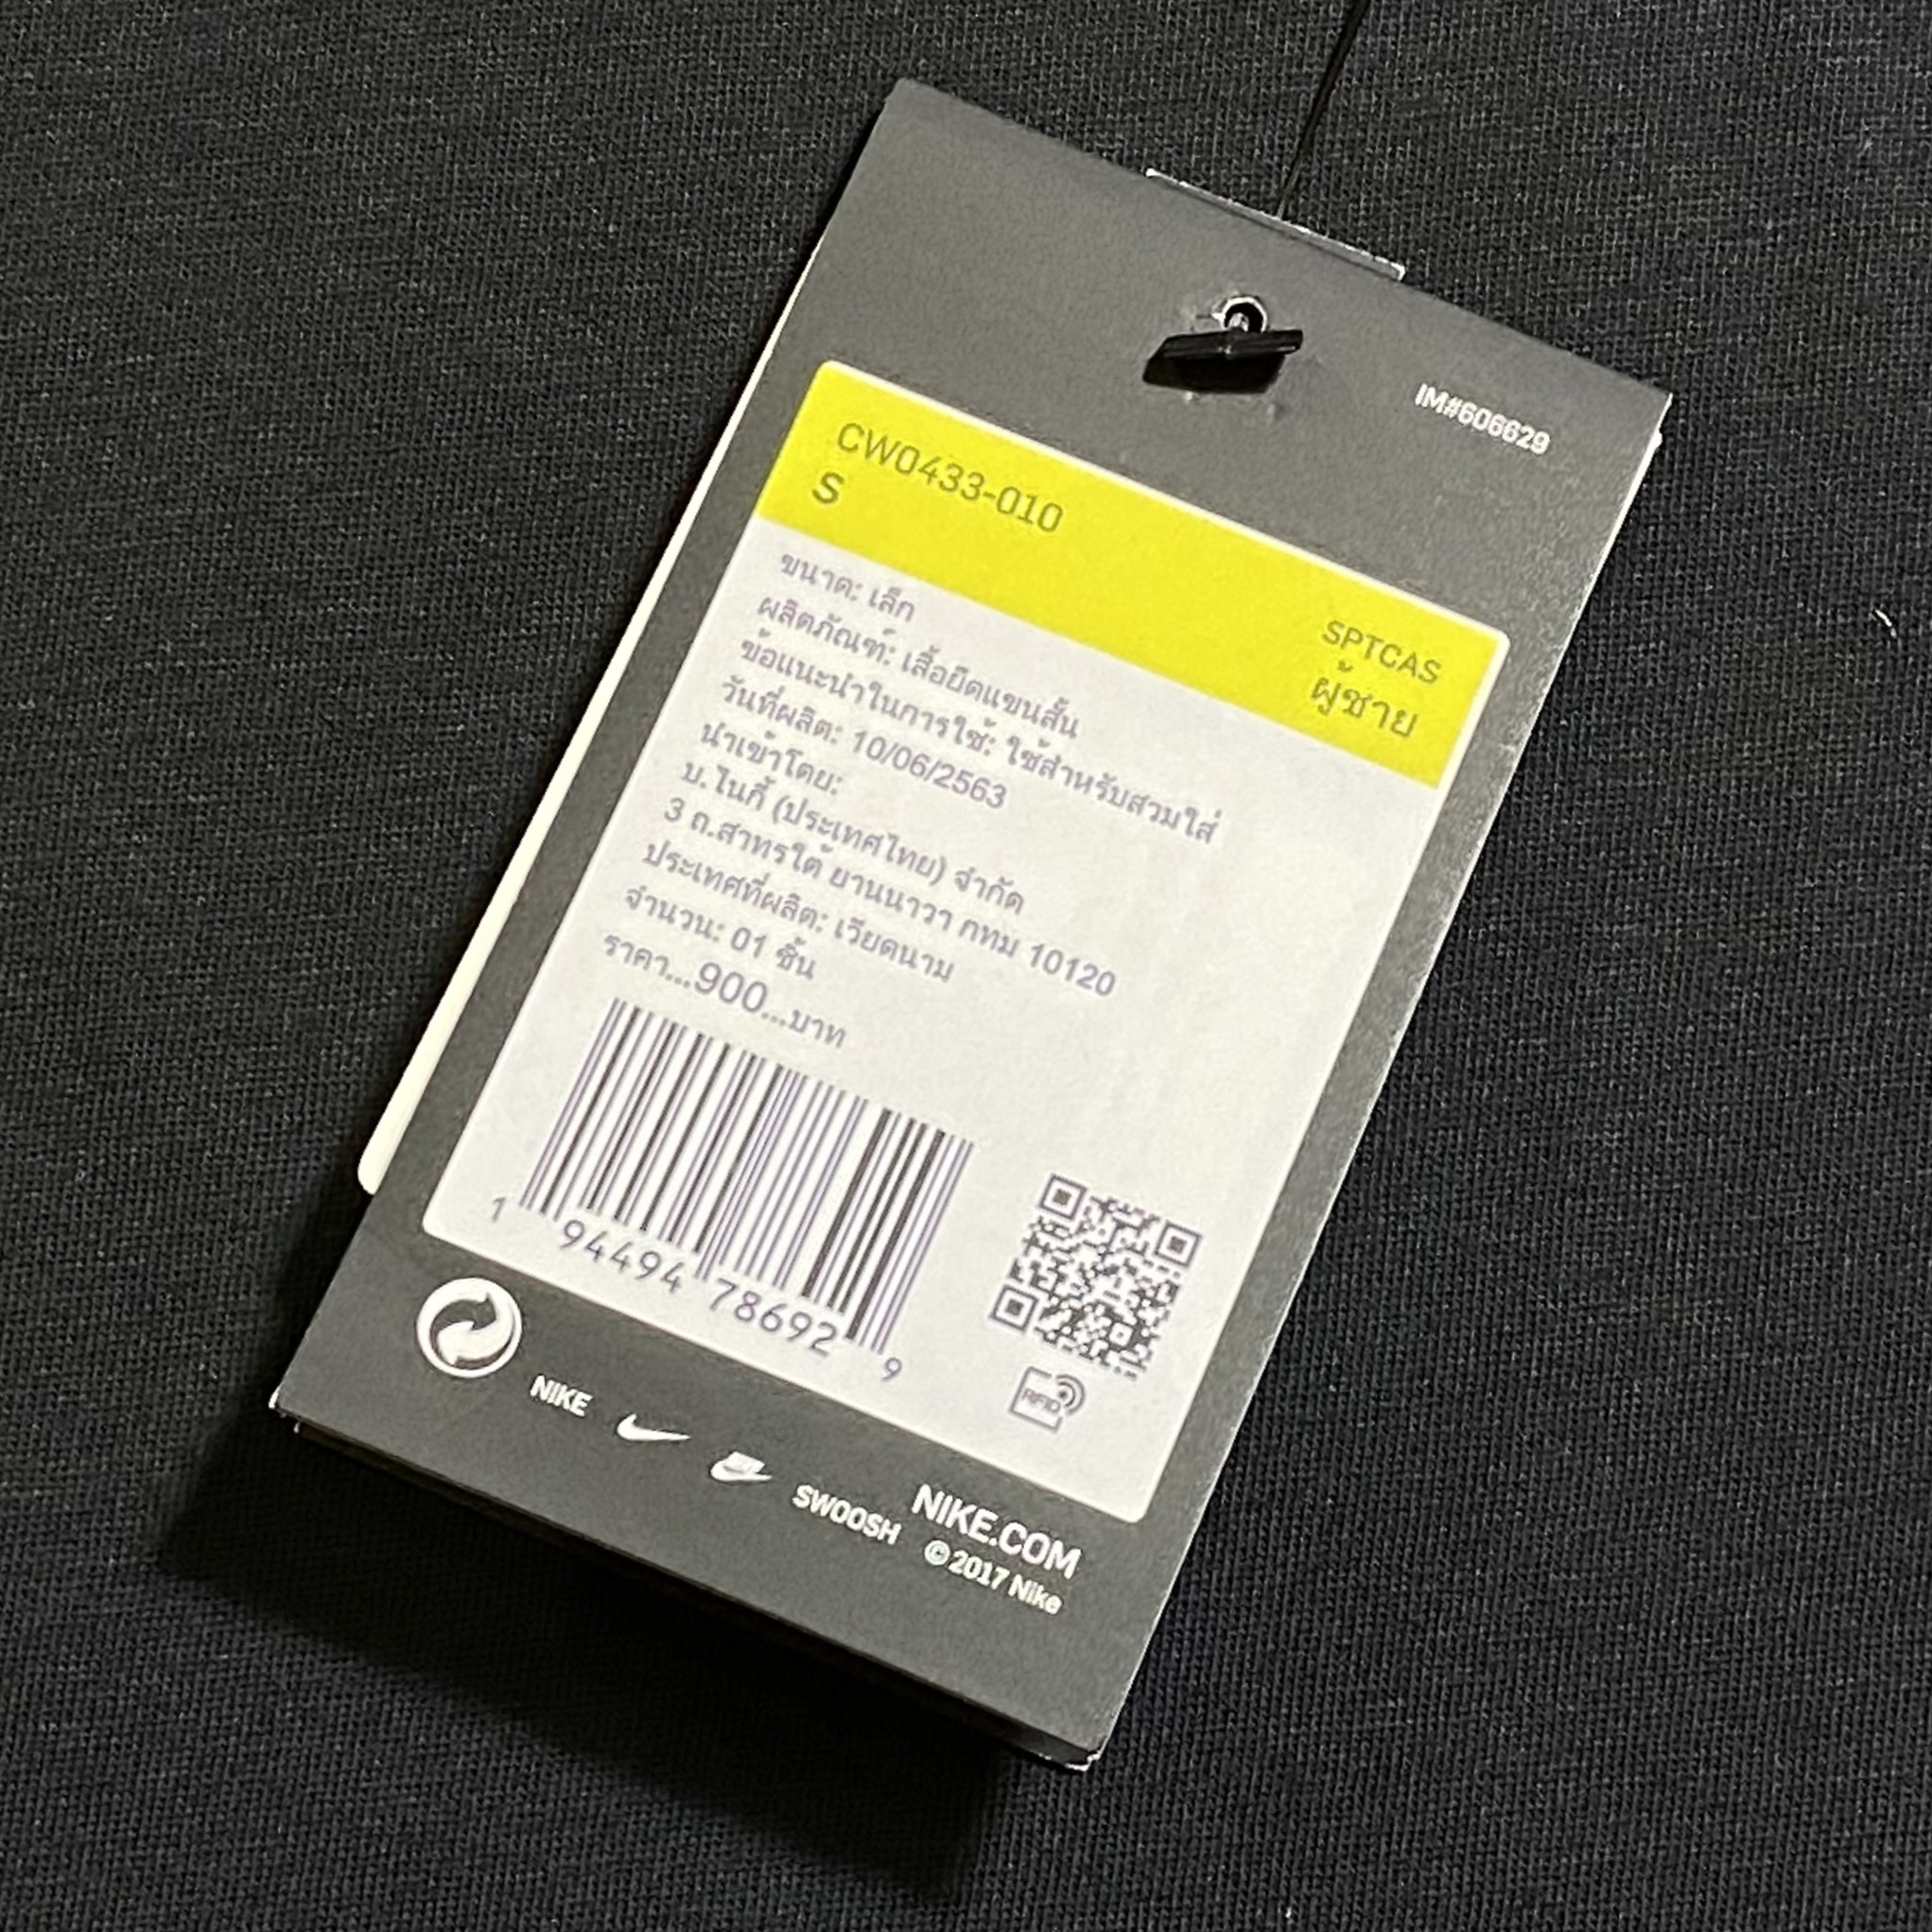 IM#606629
CW0433-010
S
SPTCAS
ผู้ชาย
ขนาด: เล็ก
ผลิตภัณฑ์: เสื้อยืดแขนสั้น
ข้อแนะนำในการใช้: ใช้สำหรับสวมใส่
วันที่ผลิต: 10/06/2563
นำเข้าโดย:
บ.ไนกี้ (ประเทศไทย) จำกัด
3 ถ.สาทรใต้ ยานนาวา กทม 10120
ประเทศที่ผลิต: เวียดนาม
จำนวน: 01 ชิ้น
ราคา...900...บาท
1 94494 78692 9
RFID
NIKE
SWOOSH
NIKE.COM
©2017 Nike